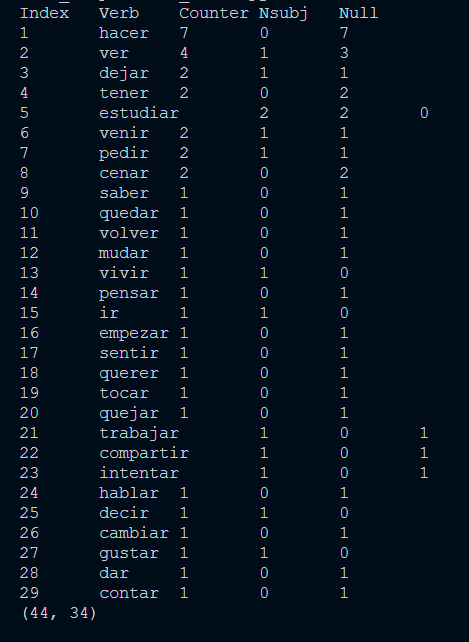 Index Verb Counter Nsubj Null
1 hacer 7 0 7
2 ver 4 1 3
3 dejar 2 1 1
4 tener 2 0 2
5 estudiar 2 2 0
6 venir 2 1 1
7 pedir 2 1 1
8 cenar 2 0 2
9 saber 1 0 1
10 quedar 1 0 1
11 volver 1 0 1
12 mudar 1 0 1
13 vivir 1 1 0
14 pensar 1 0 1
15 ir 1 1 0
16 empezar 1 0 1
17 sentir 1 0 1
18 querer 1 0 1
19 tocar 1 0 1
20 quejar 1 0 1
21 trabajar 1 0 1
22 compartir 1 0 1
23 intentar 1 0 1
24 hablar 1 0 1
25 decir 1 1 0
26 cambiar 1 0 1
27 gustar 1 1 0
28 dar 1 0 1
29 contar 1 0 1
(44, 34)